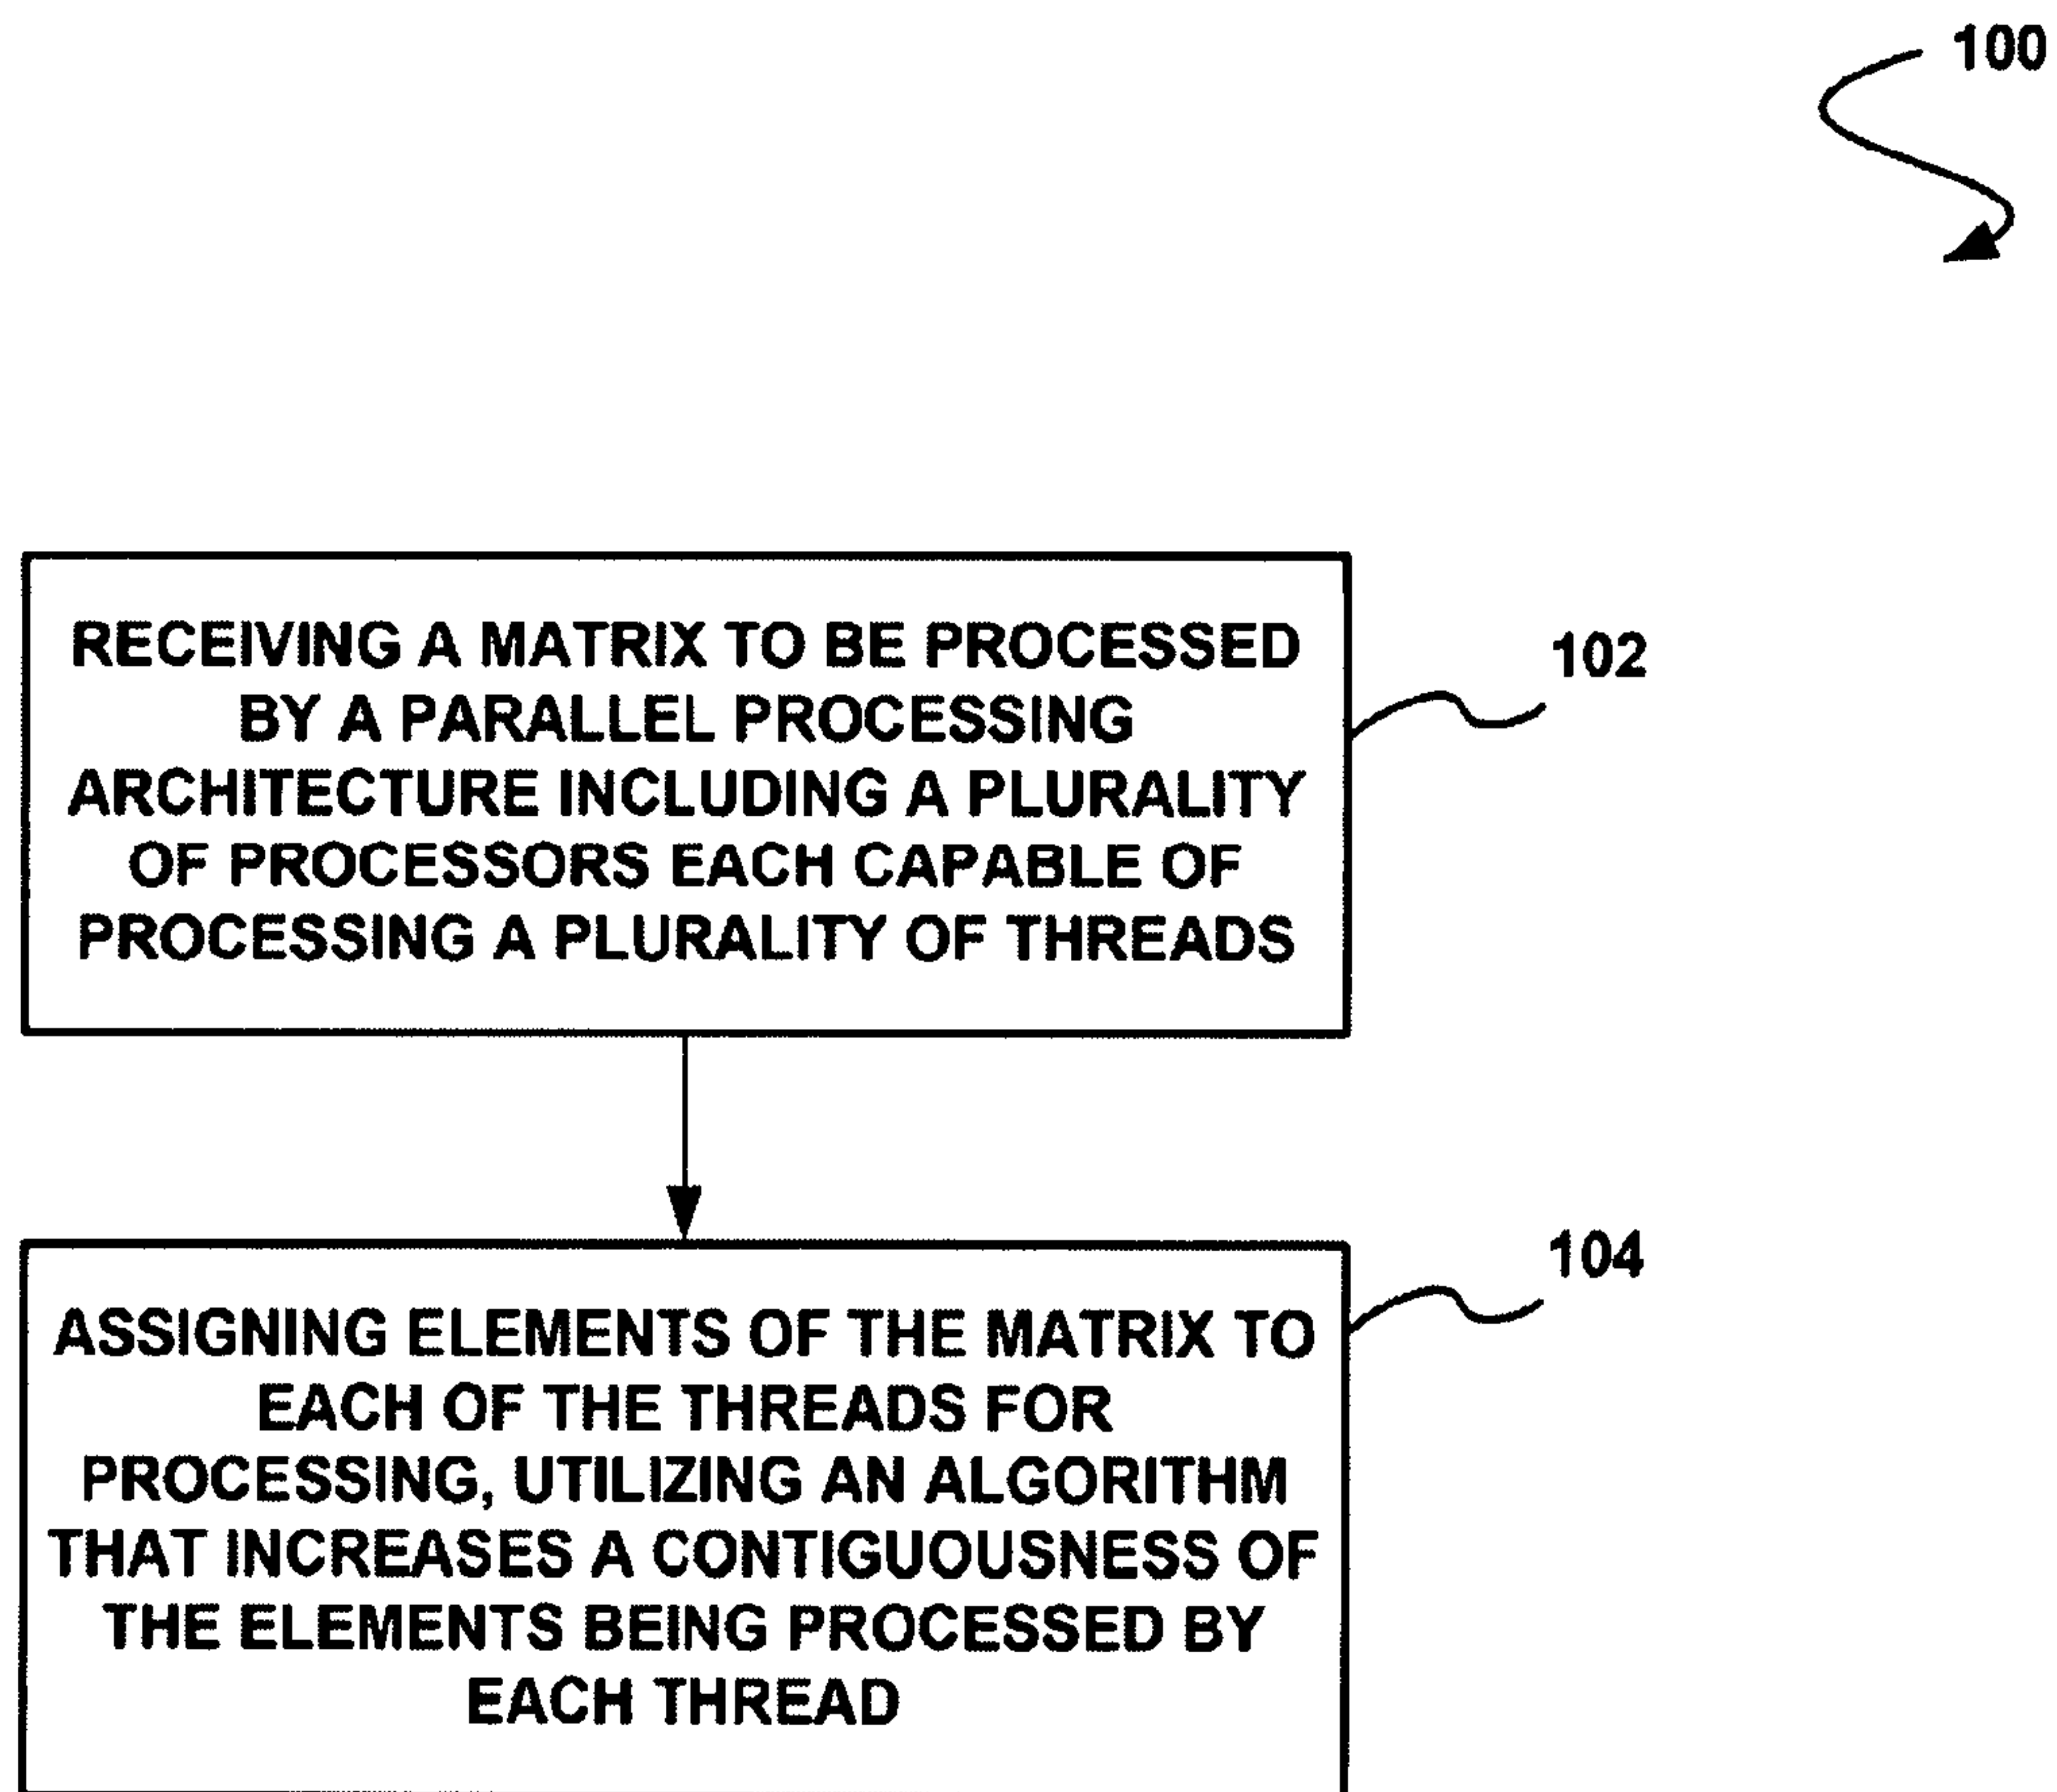 100
RECEIVING A MATRIX TO BE PROCESSED
BY A PARALLEL PROCESSING
ARCHITECTURE INCLUDING A PLURALITY
OF PROCESSORS EACH CAPABLE OF
PROCESSING A PLURALITY OF THREADS
102
ASSIGNING ELEMENTS OF THE MATRIX TO
EACH OF THE THREADS FOR
PROCESSING, UTILIZING AN ALGORITHM
THAT INCREASES A CONTIGUOUSNESS OF
THE ELEMENTS BEING PROCESSED BY
EACH THREAD
104